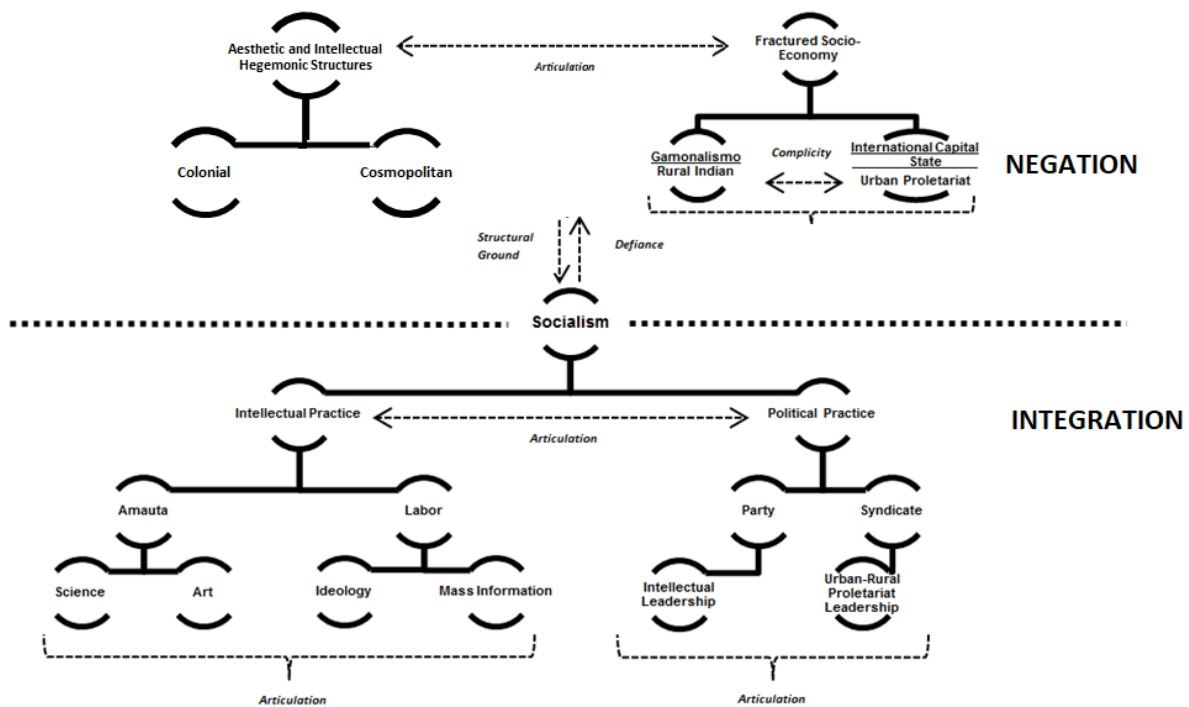 Aesthetic and Intellectual
Hegemonic Structures
Articulation
Fractured Socio-
Economy
Colonial
Cosmopolitan
Gamonalismo
Rural Indian
Complicity
International Capital
State
Urban Proletariat
NEGATION
Structural
Ground
Defiance
Socialism
Intellectual Practice
Articulation
Political Practice
INTEGRATION
Amauta
Labor
Party
Syndicate
Science
Art
Ideology
Mass Information
Intellectual
Leadership
Urban-Rural
Proletariat
Leadership
Articulation
Articulation